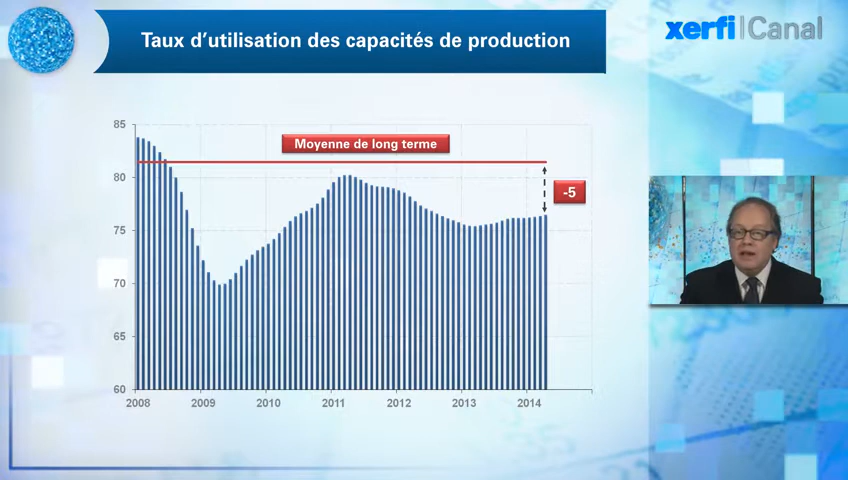 Taux d'utilisation des capacités de production
xerfi|Canal
85
80
75
70
65
60
Moyenne de long terme
-5
2008 2009 2010 2011 2012 2013 2014